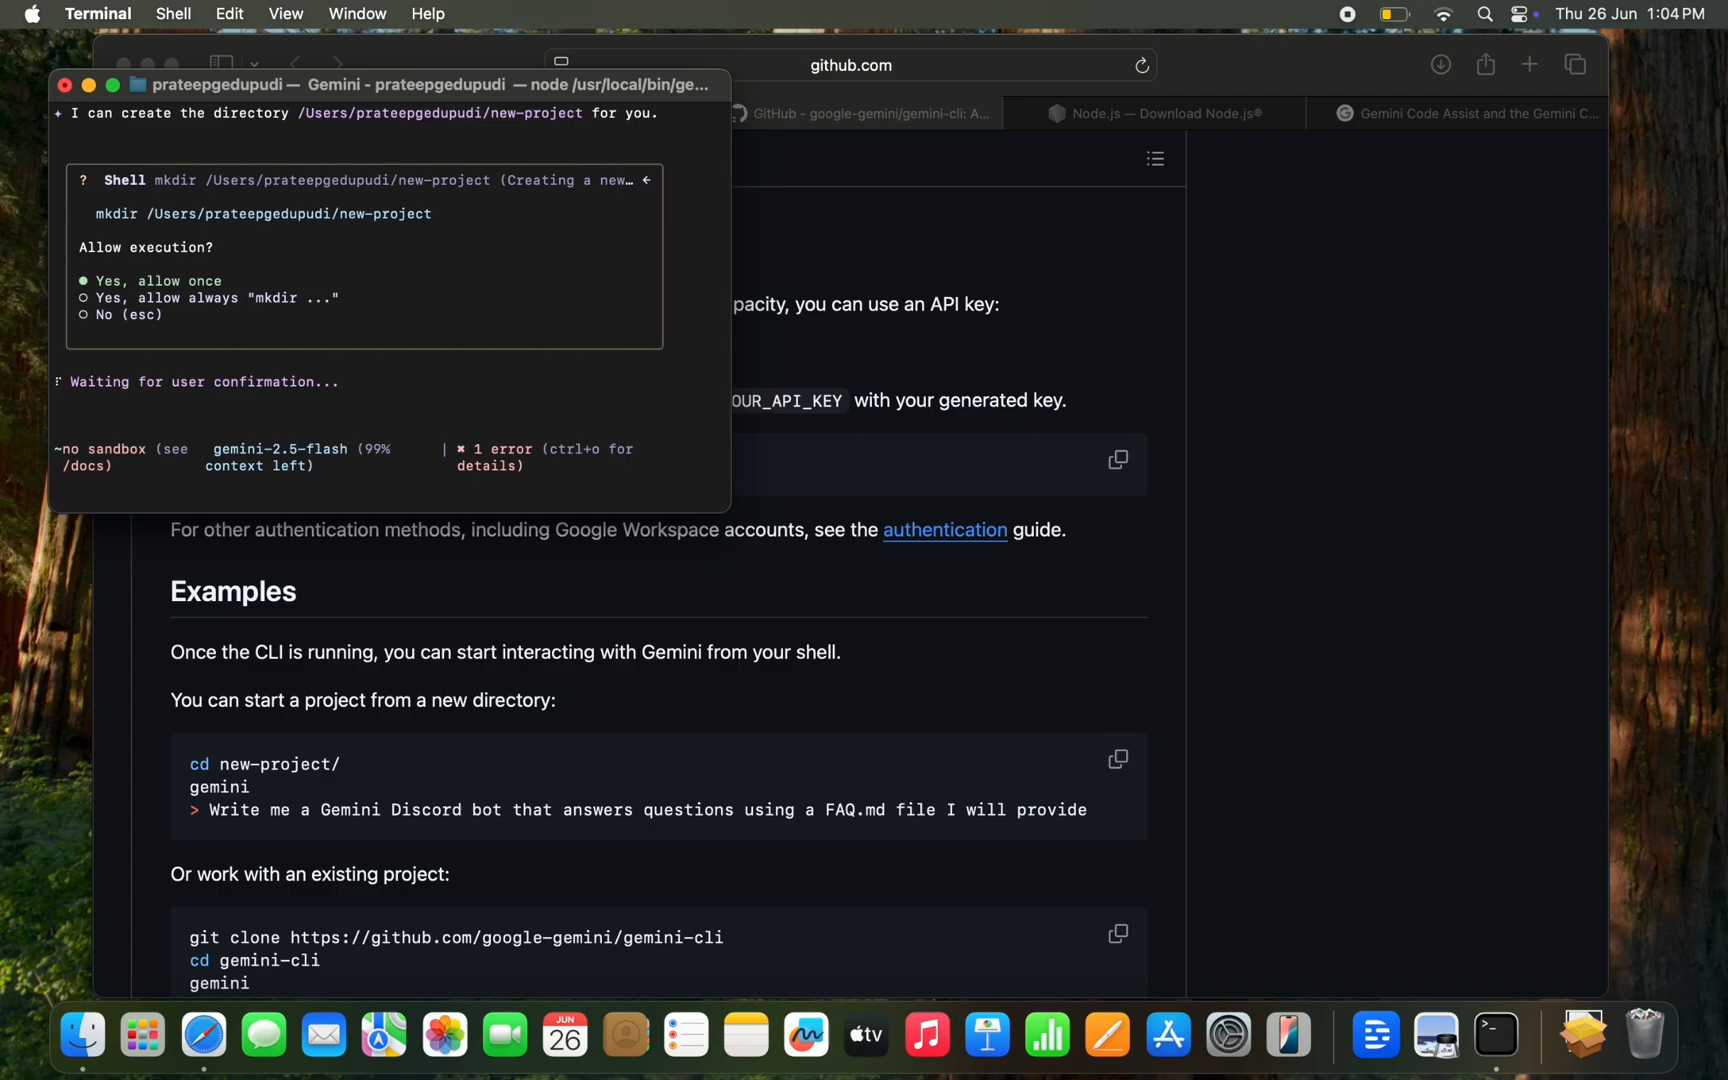 Terminal Shell Edit View Window Help
Thu 26 Jun 1:04 PM
github.com
prateepgedupudi — Gemini - prateepgedupudi — node /usr/local/bin/ge...
GitHub - google-gemini/gemini-cli: A...
Node.js — Download Node.js®
Gemini Code Assist and the Gemini C...
✦ I can create the directory /Users/prateepgedupudi/new-project for you.
? Shell mkdir /Users/prateepgedupudi/new-project (Creating a new… ←
mkdir /Users/prateepgedupudi/new-project
Allow execution?
● Yes, allow once
○ Yes, allow always "mkdir ..."
○ No (esc)
Waiting for user confirmation...
~no sandbox (see /docs)
gemini-2.5-flash (99% context left)
| ✖ 1 error (ctrl+o for details)
pacity, you can use an API key:
OUR_API_KEY with your generated key.
For other authentication methods, including Google Workspace accounts, see the authentication guide.
Examples
Once the CLI is running, you can start interacting with Gemini from your shell.
You can start a project from a new directory:
cd new-project/
gemini
> Write me a Gemini Discord bot that answers questions using a FAQ.md file I will provide
Or work with an existing project:
git clone https://github.com/google-gemini/gemini-cli
cd gemini-cli
gemini
JUN
26
tv
>_